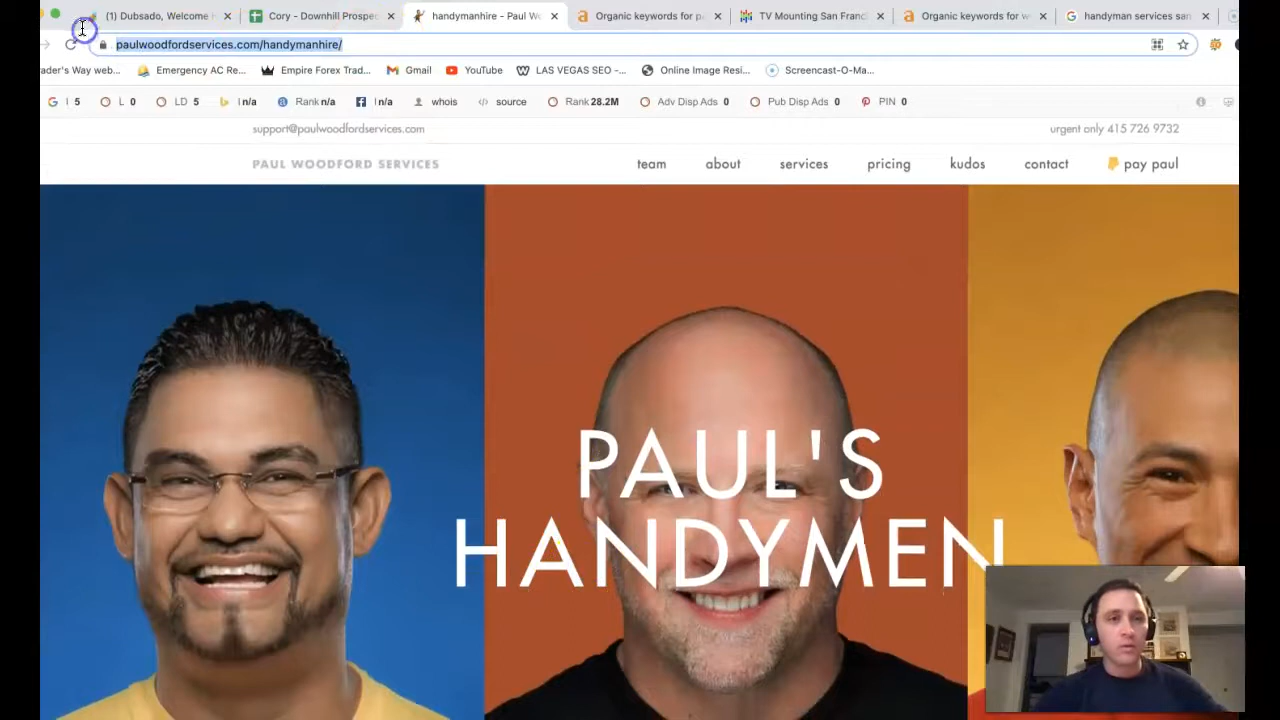 (1) Dubsado, Welcome H
Cory - Downhill Prospec
handymanhire - Paul Wo
Organic keywords for p
TV Mounting San Franc
Organic keywords for w
handyman services san
paulwoodfordservices.com/handymanhire/
ader's Way web...
Emergency AC Re...
Empire Forex Trad...
Gmail
YouTube
LAS VEGAS SEO -...
Online Image Resi...
Screencast-O-Ma...
I 5
L 0
LD 5
I n/a
Rank n/a
I n/a
whois
source
Rank 28.2M
Adv Disp Ads 0
Pub Disp Ads 0
PIN 0
support@paulwoodfordservices.com
urgent only 415 726 9732
PAUL WOODFORD SERVICES
team
about
services
pricing
kudos
contact
pay paul
PAUL'S
HANDYMEN